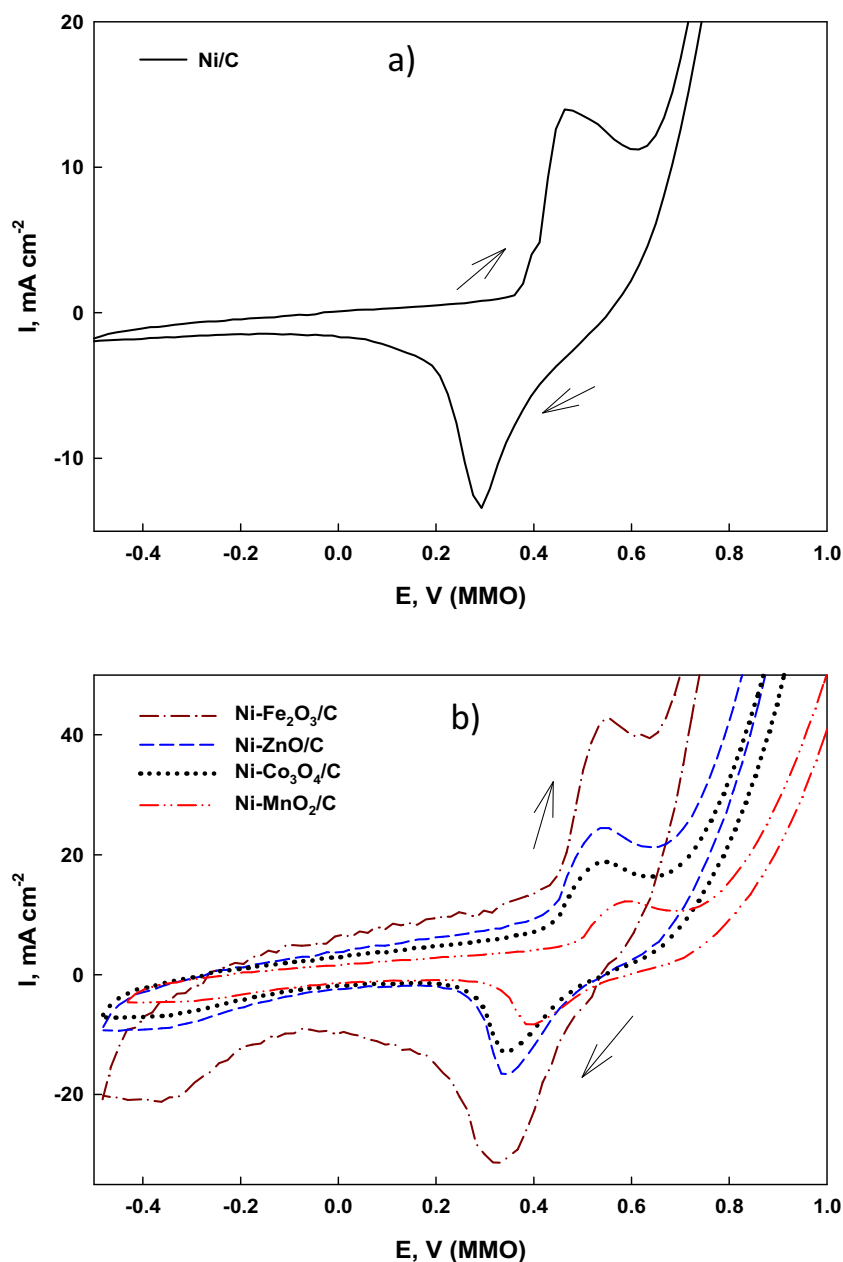 20
Ni/C
a)
10
I, mA cm⁻²
0
-10
-0.4 -0.2 0.0 0.2 0.4 0.6 0.8 1.0
E, V (MMO)
Ni-Fe₂O₃/C
b)
Ni-ZnO/C
40
Ni-Co₃O₄/C
Ni-MnO₂/C
20
I, mA cm⁻²
0
-20
-0.4 -0.2 0.0 0.2 0.4 0.6 0.8 1.0
E, V (MMO)